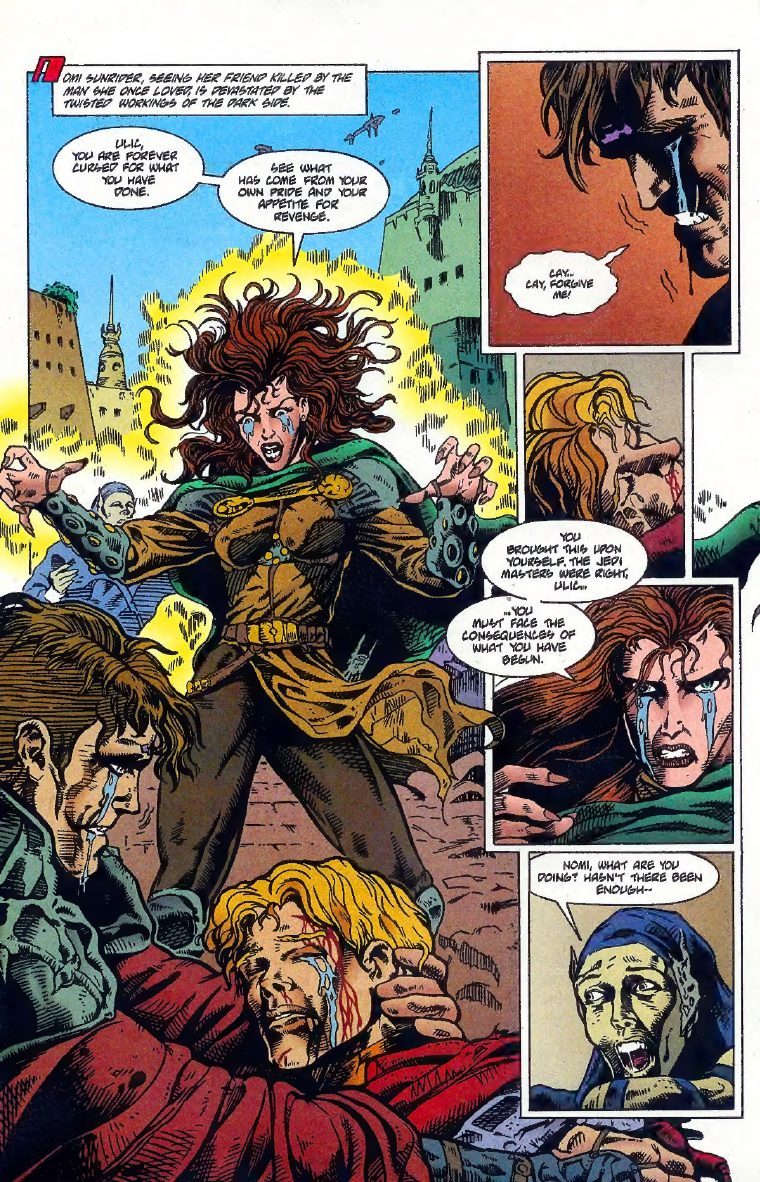 NOMI SUNRIDER, SEEING HER FRIEND KILLED BY THE
MAN SHE ONCE LOVED, IS DEVASTATED BY THE
TWISTED WORKINGS OF THE DARK SIDE.
ULIC,
YOU ARE FOREVER
CURSED FOR WHAT
YOU HAVE
DONE.
SEE WHAT
HAS COME FROM YOUR
OWN PRIDE AND YOUR
APPETITE FOR
REVENGE.
CAY...
CAY, FORGIVE
ME!
YOU
BROUGHT THIS UPON
YOURSELF. THE JEDI
MASTERS WERE RIGHT,
ULIC...
...YOU
MUST FACE THE
CONSEQUENCES OF
WHAT YOU HAVE
BEGUN.
NOMI, WHAT ARE YOU
DOING? HASN'T THERE BEEN
ENOUGH--